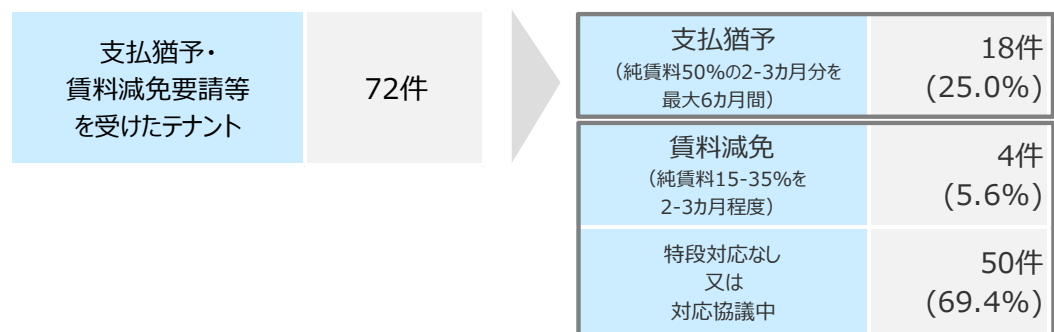 支払猶予・
賃料減免要請等
を受けたテナント
72件
支払猶予
（純賃料50%の2-3カ月分を
最大6カ月間）
18件
(25.0%)
賃料減免
（純賃料15-35%を
2-3カ月程度）
4件
(5.6%)
特段対応なし
又は
対応協議中
50件
(69.4%)